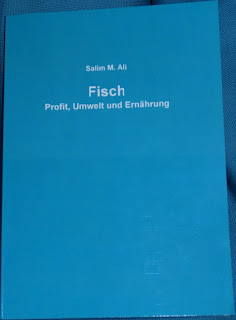 Salim M. Ali
Fisch
Profit, Umwelt und Ernährung